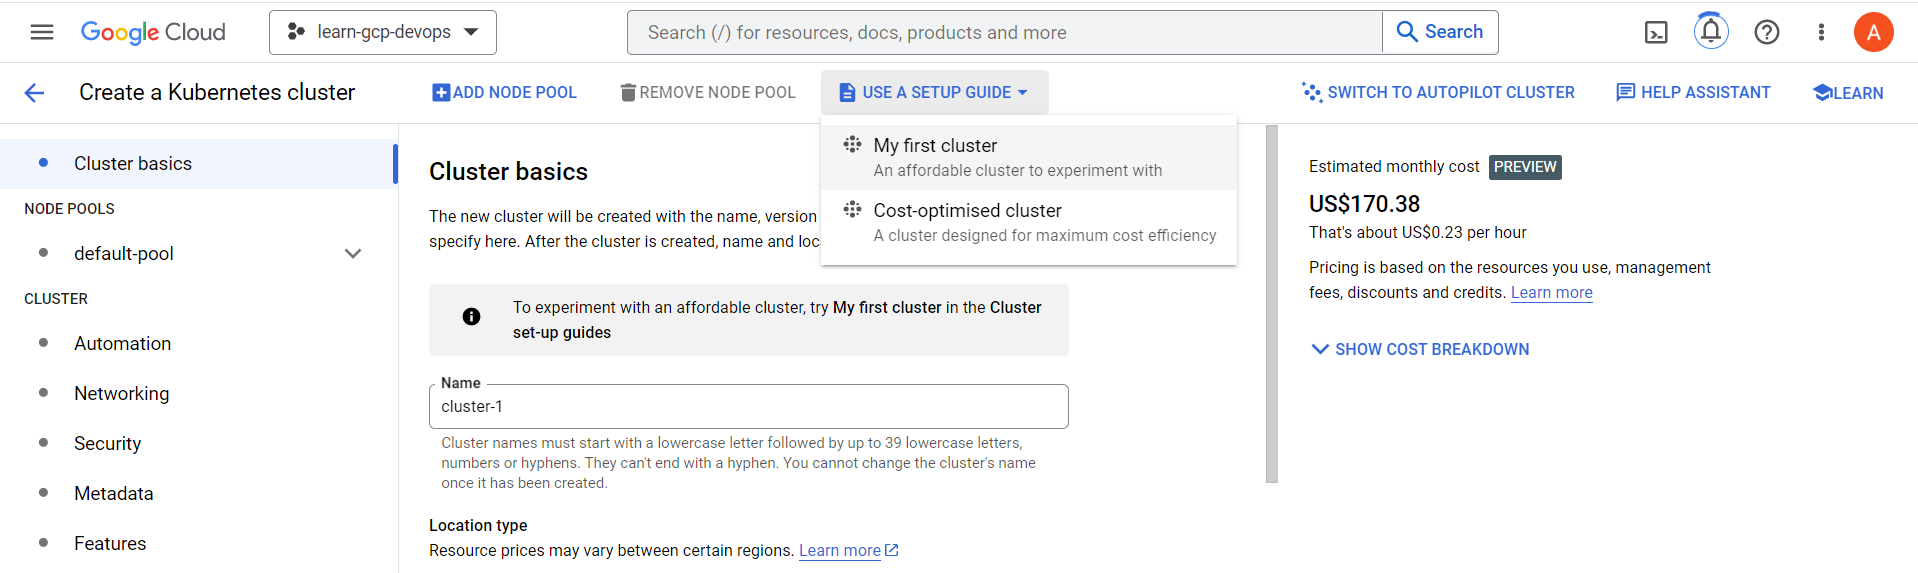 Google Cloud
learn-gcp-devops
Search (/) for resources, docs, products and more
Search
A
Create a Kubernetes cluster
ADD NODE POOL
REMOVE NODE POOL
USE A SETUP GUIDE
SWITCH TO AUTOPILOT CLUSTER
HELP ASSISTANT
LEARN
My first cluster
An affordable cluster to experiment with
Cost-optimised cluster
A cluster designed for maximum cost efficiency
Cluster basics
NODE POOLS
default-pool
CLUSTER
Automation
Networking
Security
Metadata
Features
Cluster basics
The new cluster will be created with the name, version
specify here. After the cluster is created, name and loc
To experiment with an affordable cluster, try My first cluster in the Cluster
set-up guides
Name
cluster-1
Cluster names must start with a lowercase letter followed by up to 39 lowercase letters,
numbers or hyphens. They can't end with a hyphen. You cannot change the cluster's name
once it has been created.
Location type
Resource prices may vary between certain regions. Learn more
Estimated monthly cost PREVIEW
US$170.38
That's about US$0.23 per hour
Pricing is based on the resources you use, management
fees, discounts and credits. Learn more
SHOW COST BREAKDOWN